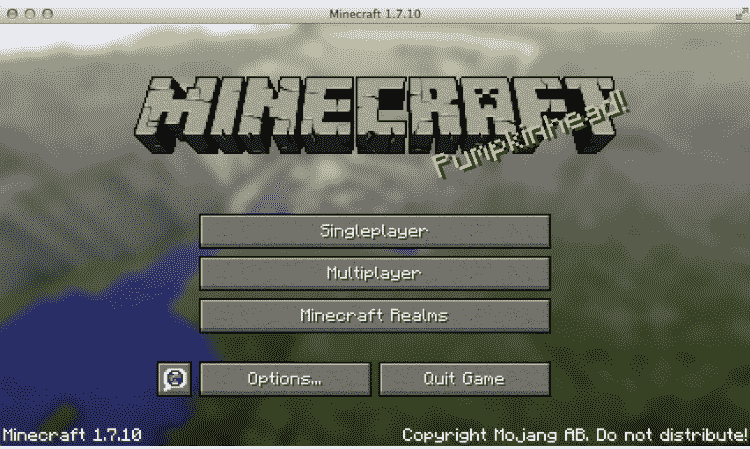 Minecraft 1.7.10
MINECRAFT
Pumpkinhead!
Singleplayer
Multiplayer
Minecraft Realms
Options...
Quit Game
Minecraft 1.7.10
Copyright Mojang AB. Do not distribute!